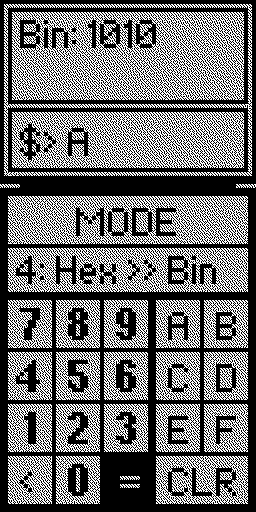 Bin: 1010
$> A
MODE
4: Hex >> Bin
7 8 9 A B
4 5 6 C D
1 2 3 E F
< 0 = CLR